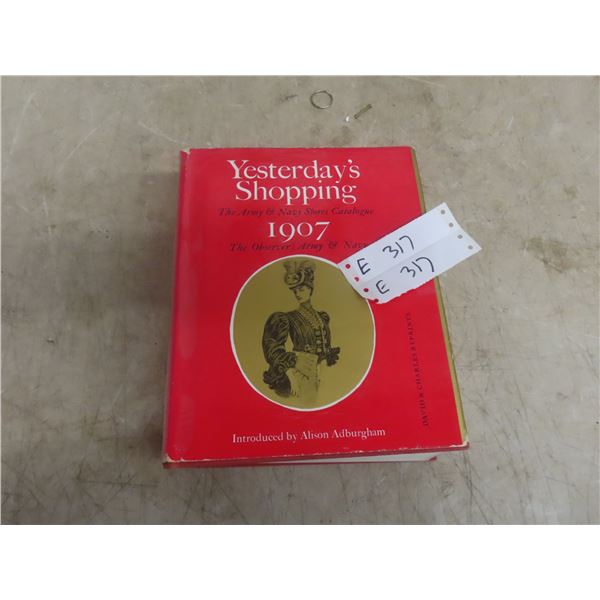 Yesterday's
Shopping
The Army & Navy Stores Catalogue
1907
The Observer: Army & Navy
E 317
E 317
DAVID & CHARLES REPRINTS
Introduced by Alison Adburgham